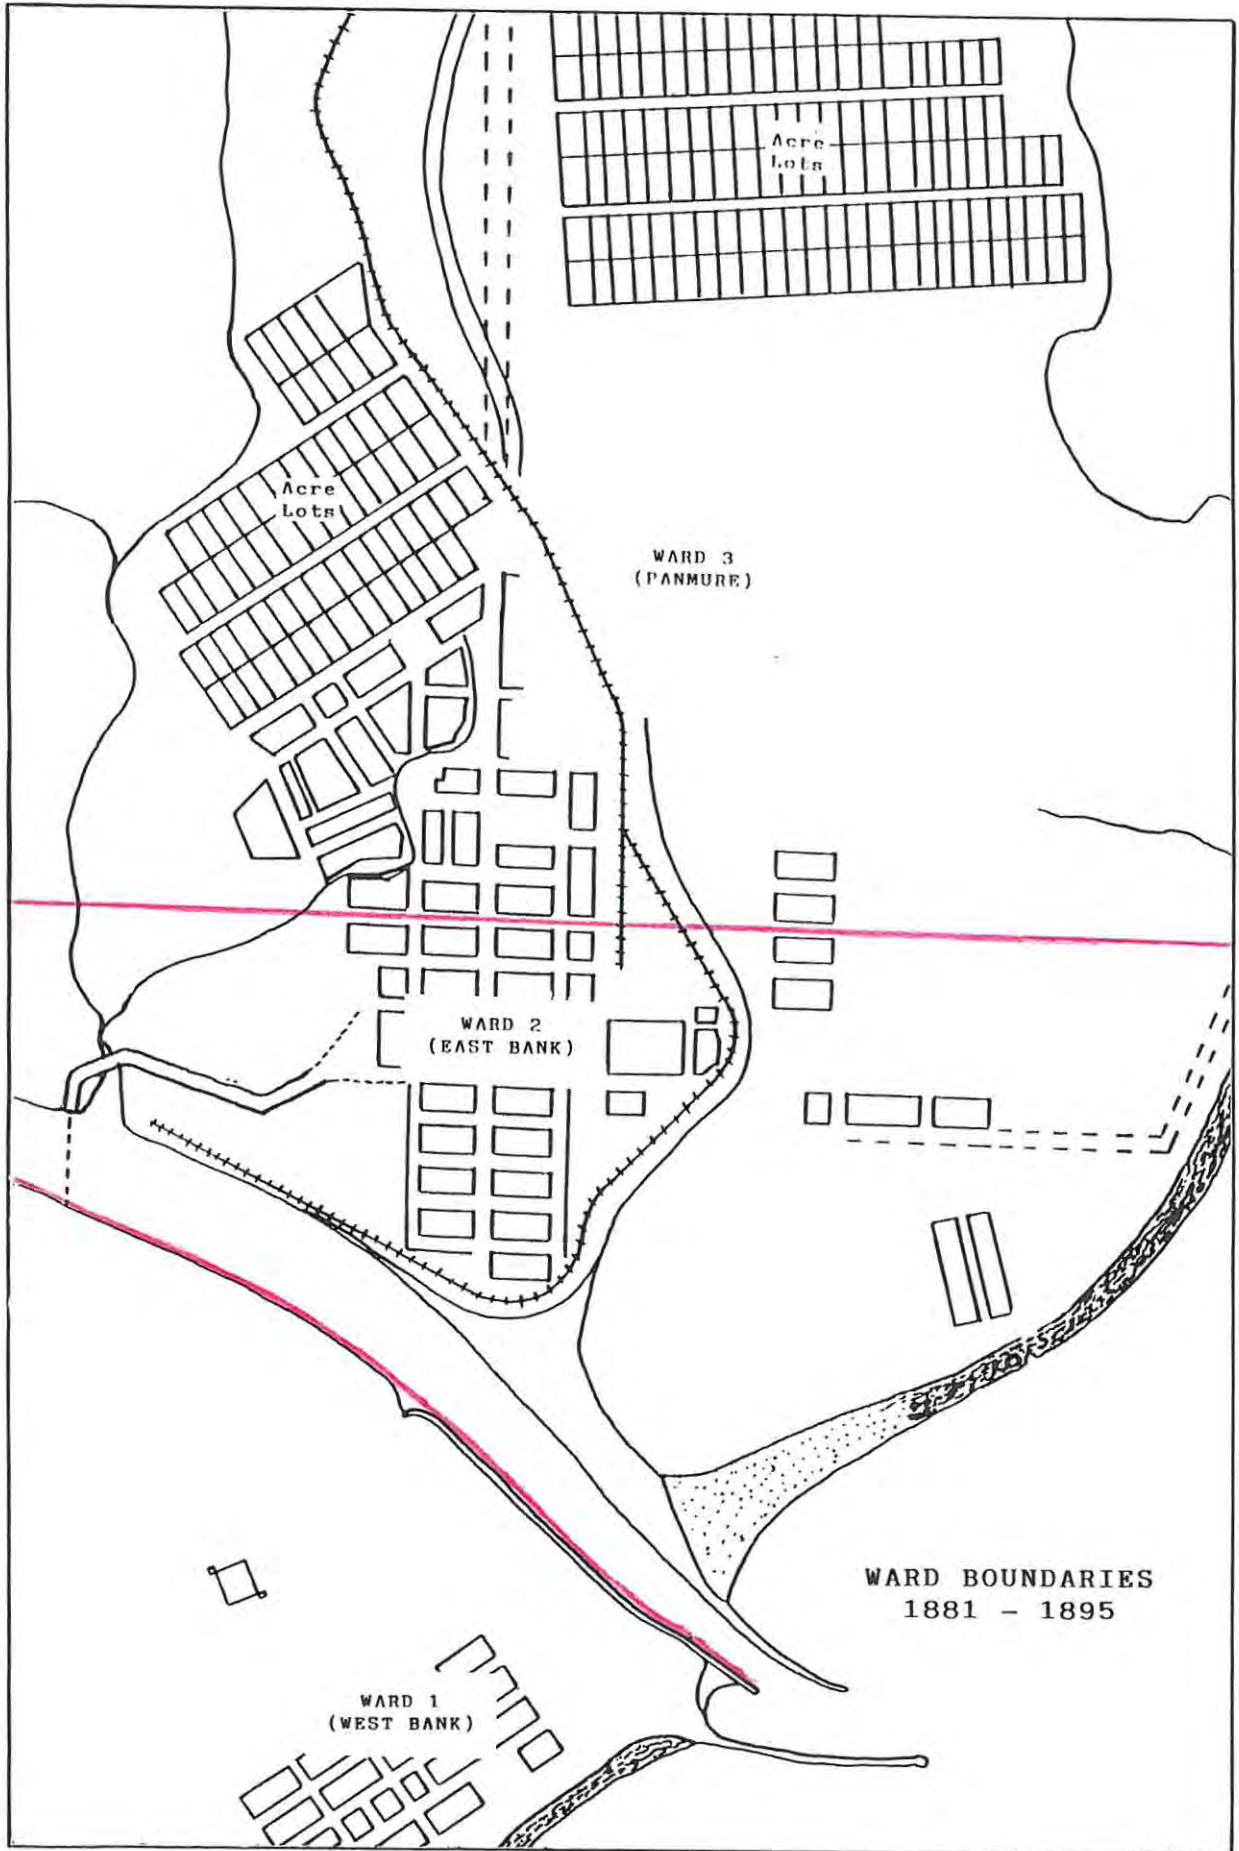 Acre
Lots
Acre
Lots
WARD 3
(PANMURE)
WARD 2
(EAST BANK)
WARD BOUNDARIES
1881 - 1895
WARD 1
(WEST BANK)